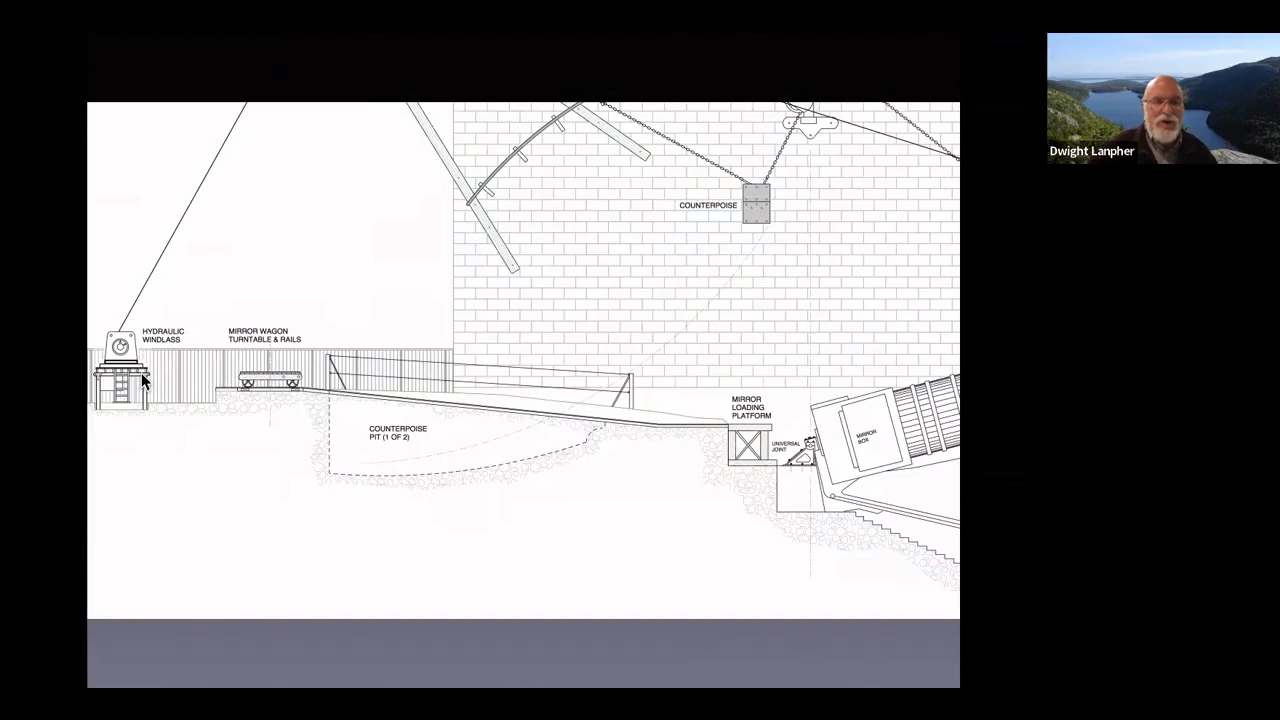 Dwight Lanpher
COUNTERPOISE
HYDRAULIC
WINDLASS
MIRROR WAGON
TURNTABLE & RAILS
MIRROR
LOADING
PLATFORM
COUNTERPOISE
PIT (1 OF 2)
UNIVERSAL
JOINT
MIRROR
BOX